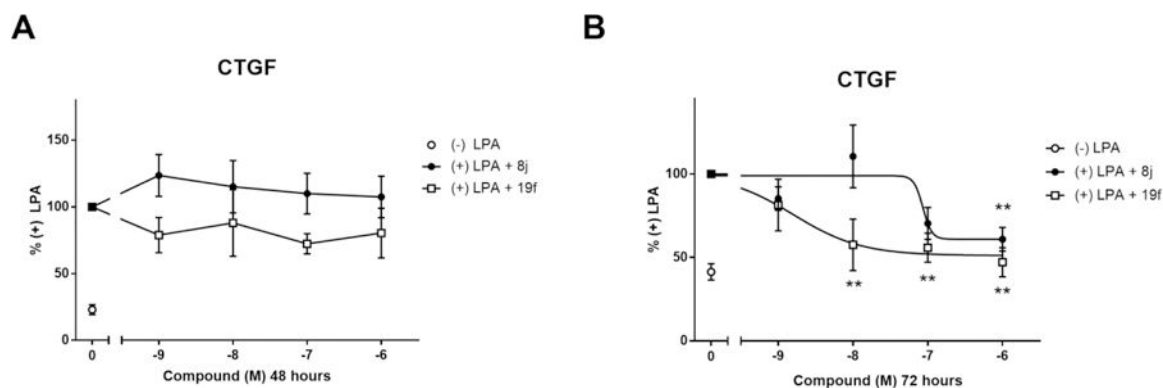 A
CTGF
150
100
50
0
% (+) LPA
0 -9 -8 -7 -6
Compound (M) 48 hours
(-) LPA
(+) LPA + 8j
(+) LPA + 19f
B
CTGF
100
50
0
% (+) LPA
**
** ** **
0 -9 -8 -7 -6
Compound (M) 72 hours
(-) LPA
(+) LPA + 8j
(+) LPA + 19f